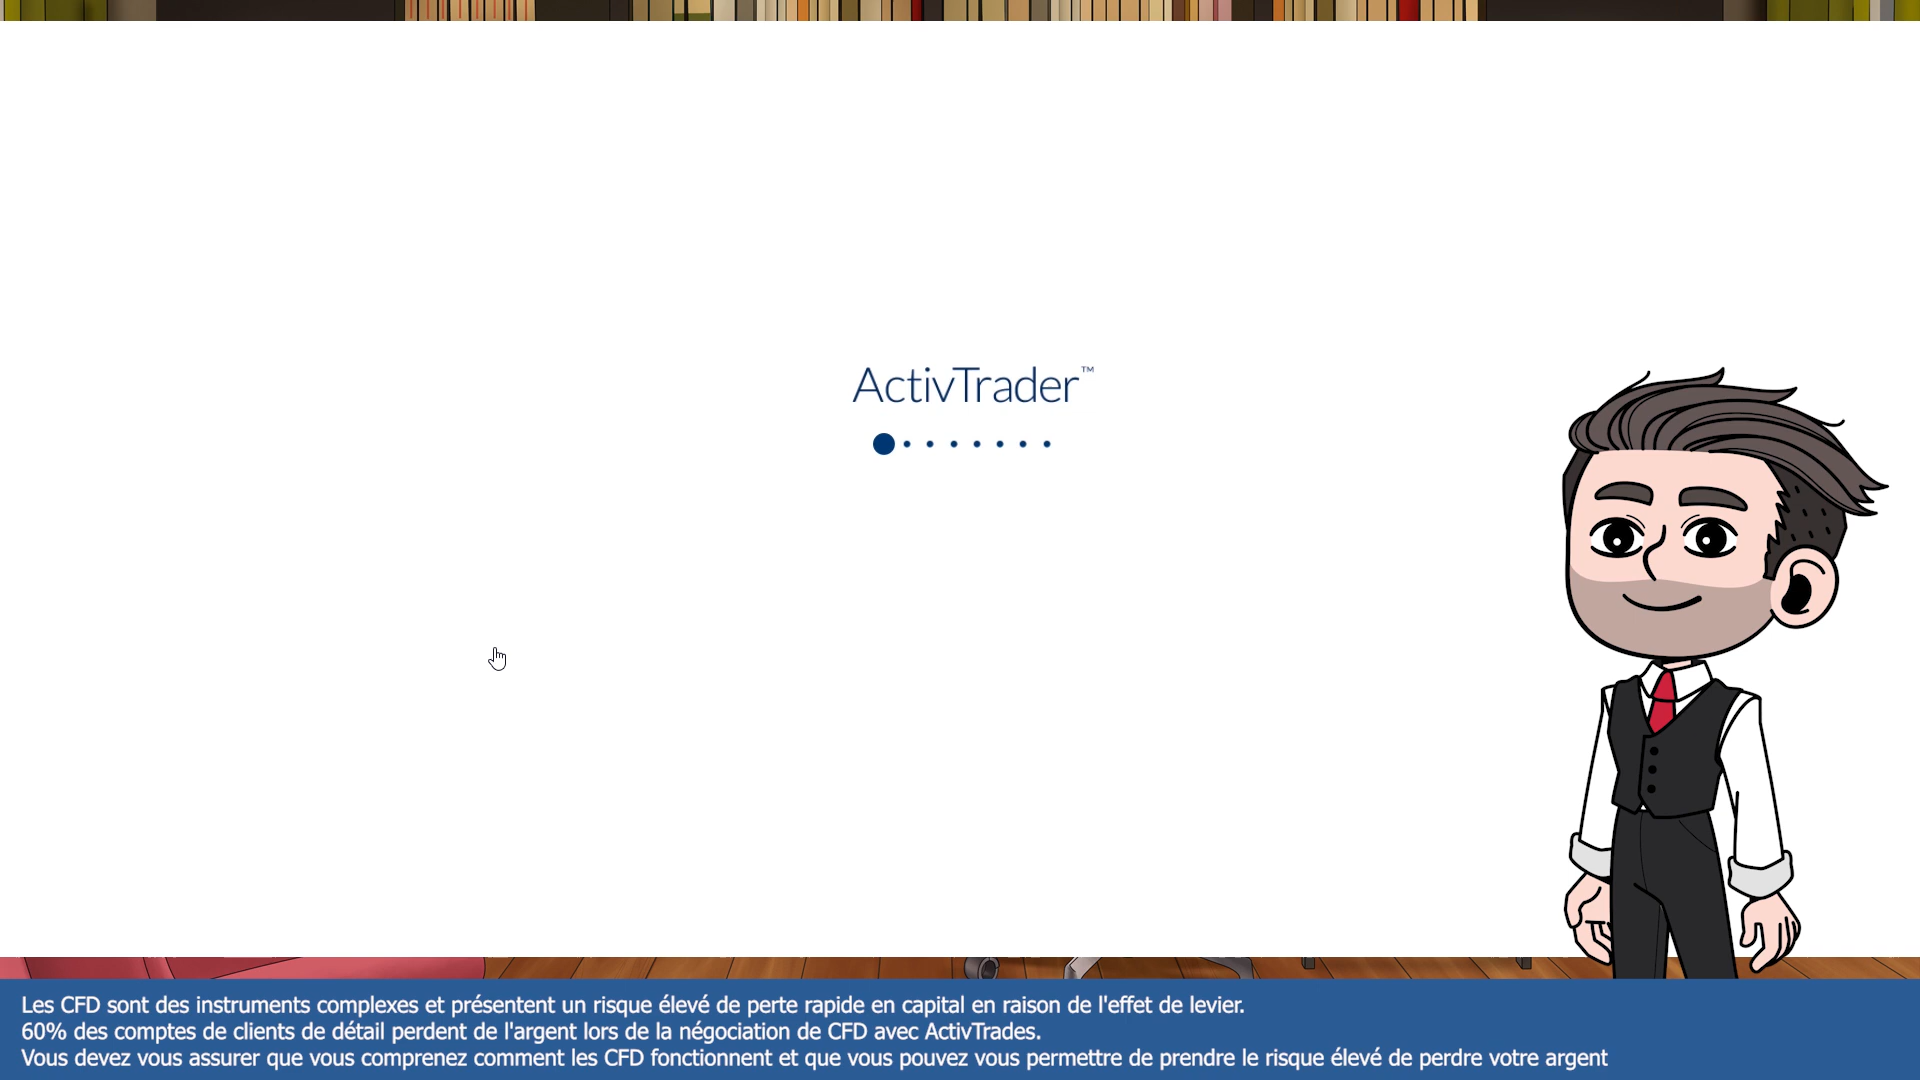 ActivTrader™
Les CFD sont des instruments complexes et présentent un risque élevé de perte rapide en capital en raison de l'effet de levier.
60% des comptes de clients de détail perdent de l'argent lors de la négociation de CFD avec ActivTrades.
Vous devez vous assurer que vous comprenez comment les CFD fonctionnent et que vous pouvez vous permettre de prendre le risque élevé de perdre votre argent